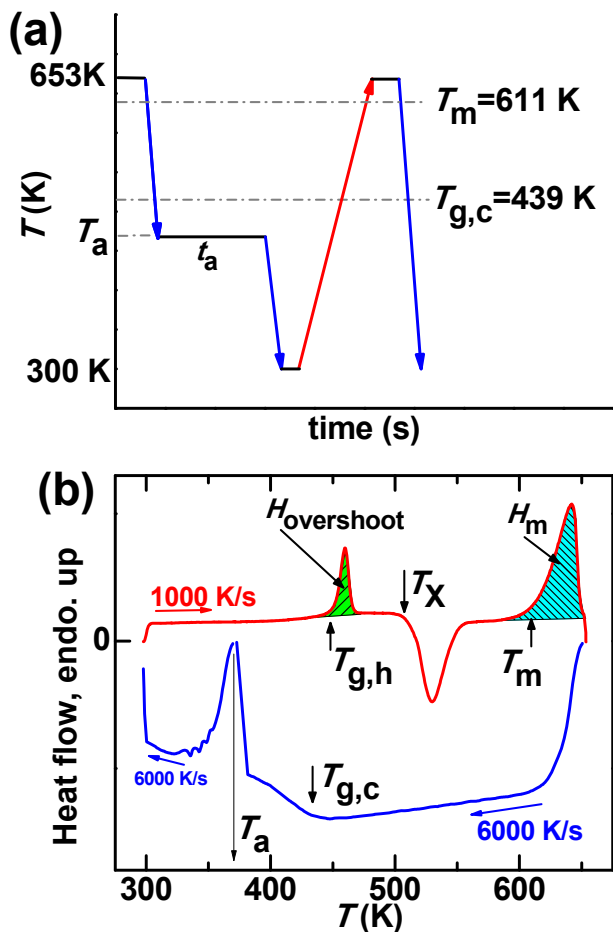 (a)
653K
T_m=611 K
T_g,c=439 K
T (K)
T_a
t_a
300 K
time (s)
(b)
H_overshoot
H_m
1000 K/s
T_X
0
T_g,h
T_m
Heat flow, endo. up
6000 K/s
T_g,c
6000 K/s
T_a
300 400 500 600
T (K)